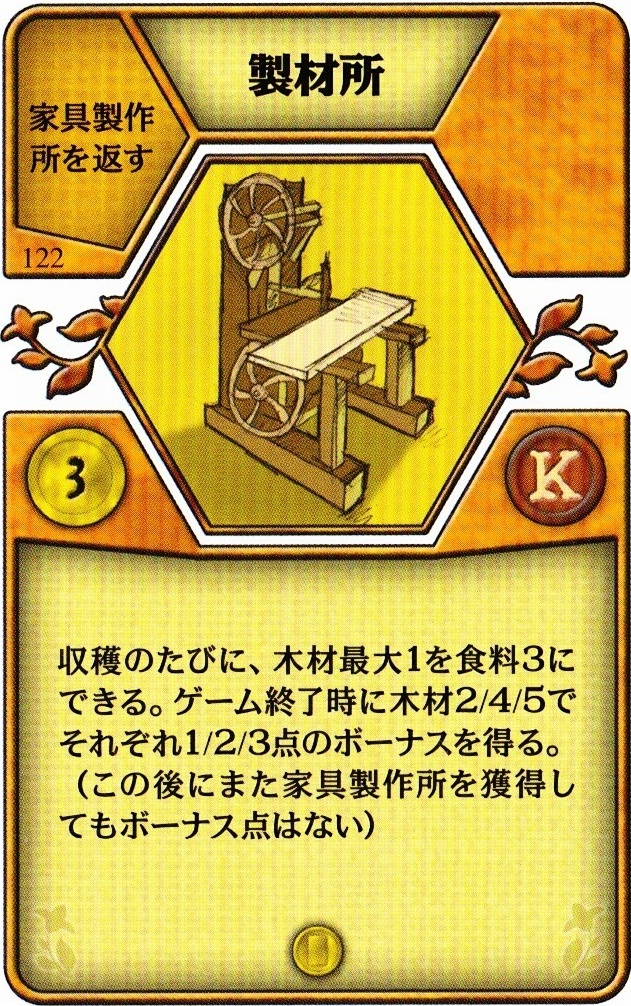 製材所
家具製作
所を返す
122
3
K
収穫のたびに、木材最大1を食料3に
できる。ゲーム終了時に木材2/4/5で
それぞれ1/2/3点のボーナスを得る。
（この後にまた家具製作所を獲得し
てもボーナス点はない）